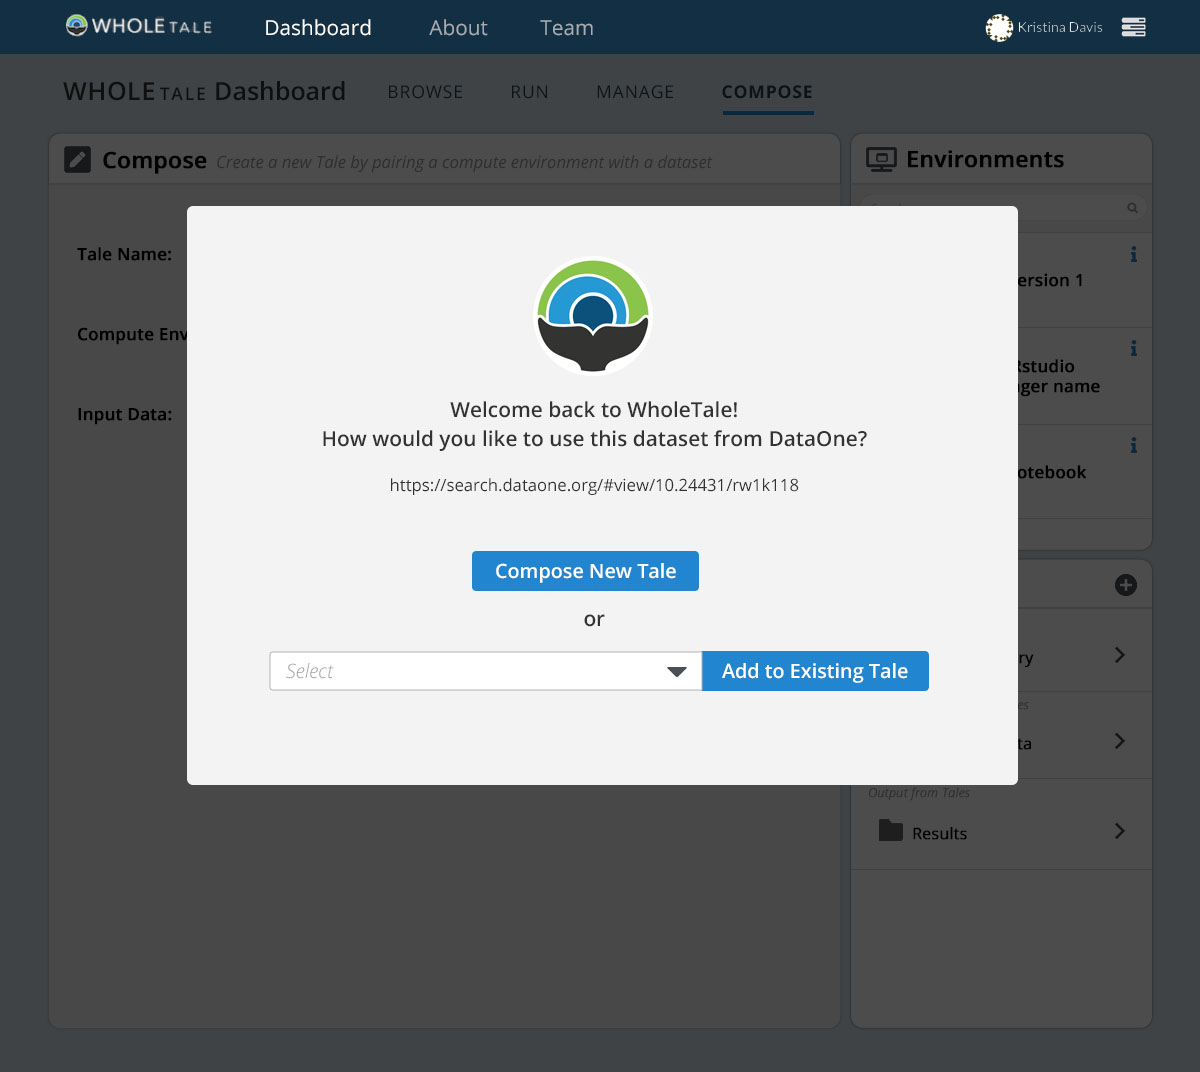 WHOLE TALE Dashboard About Team Kristina Davis
WHOLE TALE Dashboard BROWSE RUN MANAGE COMPOSE
Compose Create a new Tale by pairing a compute environment with a dataset
Environments
Tale Name:
ersion 1
Compute Env
Rstudio
ger name
Input Data:
otebook
Welcome back to WholeTale!
How would you like to use this dataset from DataOne?
https://search.dataone.org/#view/10.24431/rw1k118
Compose New Tale
or
Select Add to Existing Tale
ry
es
ta
Output from Tales
Results